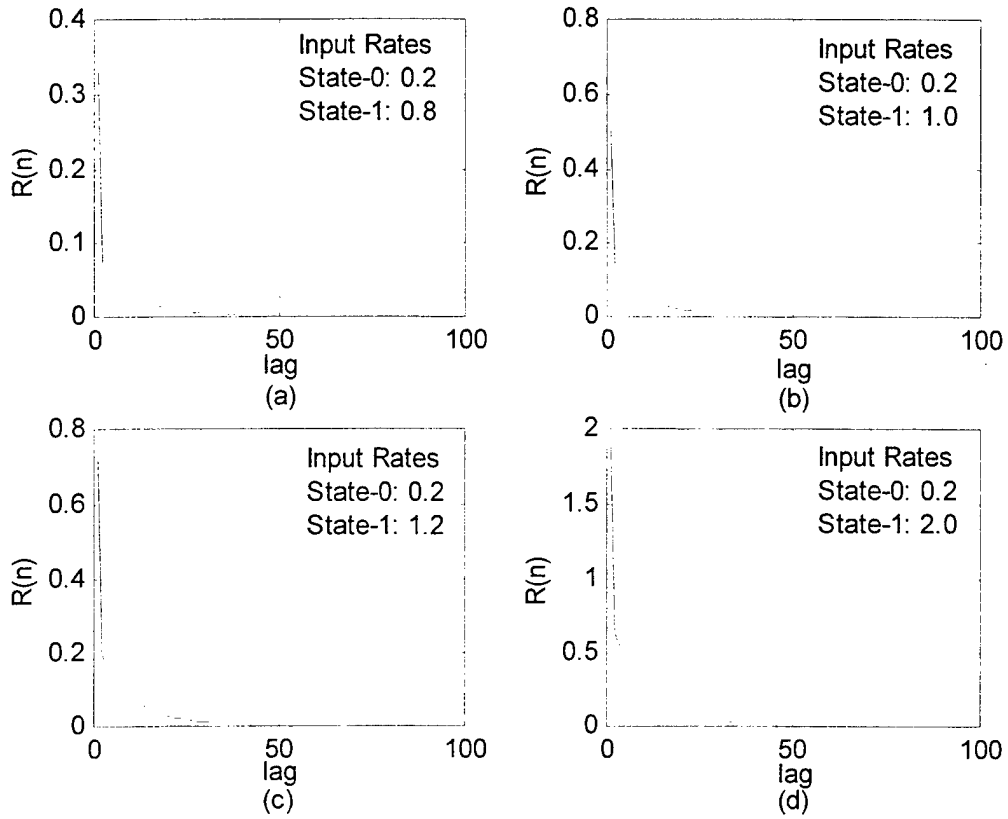 0.4
0.3
0.2
0.1
0
R(n)
Input Rates
State-0: 0.2
State-1: 0.8
0
50
100
lag
(a)
0.8
0.6
0.4
0.2
0
R(n)
Input Rates
State-0: 0.2
State-1: 1.0
0
50
100
lag
(b)
0.8
0.6
0.4
0.2
0
R(n)
Input Rates
State-0: 0.2
State-1: 1.2
0
50
100
lag
(c)
2
1.5
1
0.5
0
R(n)
Input Rates
State-0: 0.2
State-1: 2.0
0
50
100
lag
(d)